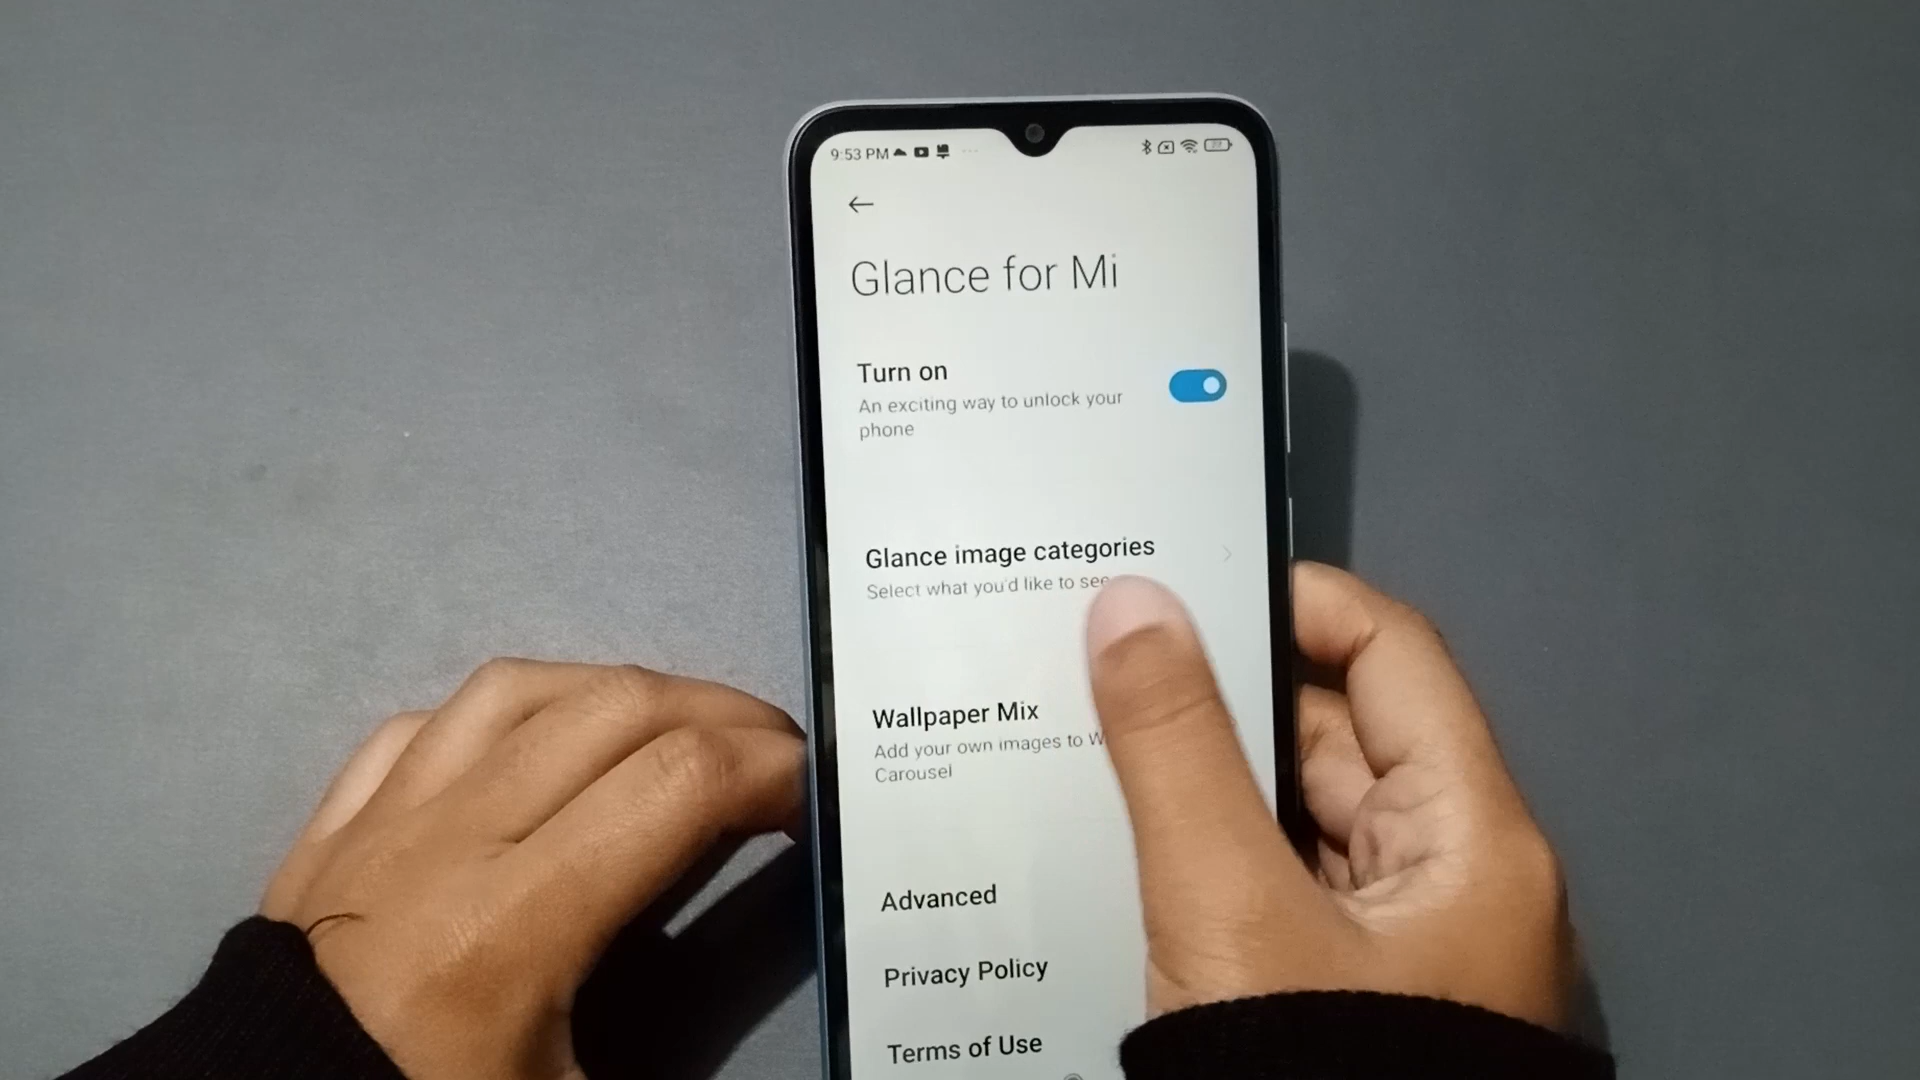 9:53 PM
Glance for Mi
Turn on
An exciting way to unlock your
phone
Glance image categories
Select what you'd like to see
Wallpaper Mix
Add your own images to W
Carousel
Advanced
Privacy Policy
Terms of Use